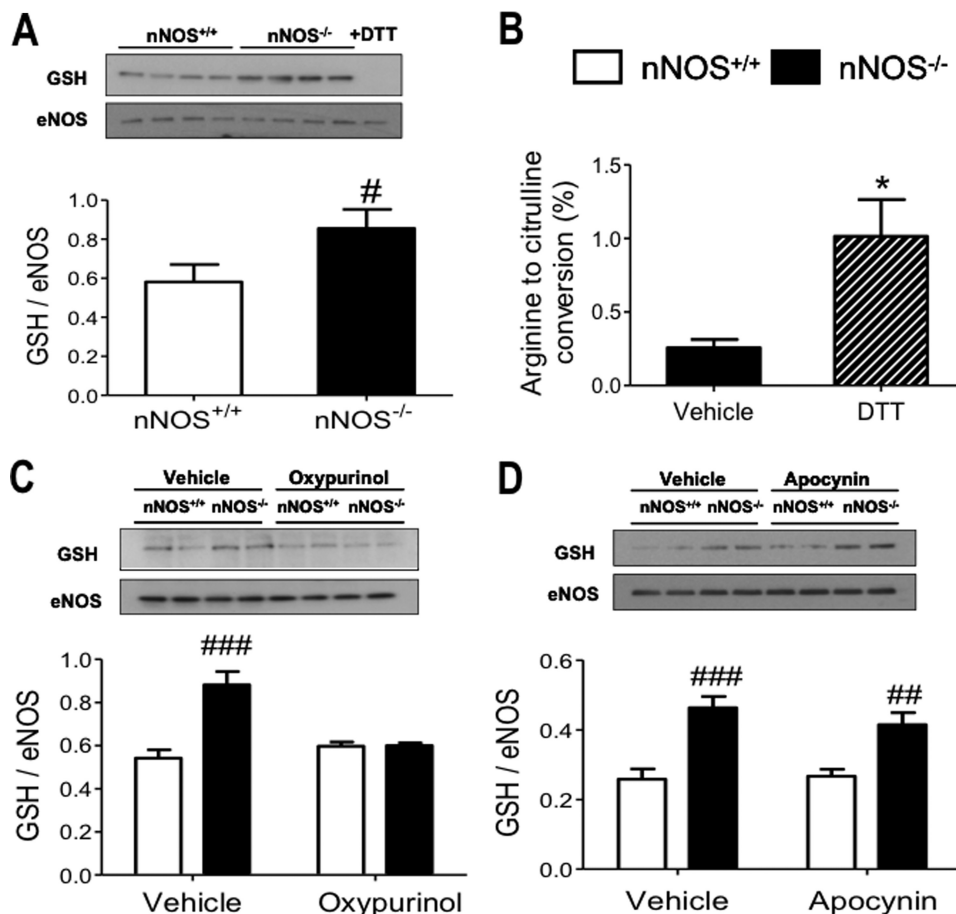 A
nNOS+/+ nNOS-/- +DTT
GSH
eNOS
GSH / eNOS
1.0
0.8
0.6
0.4
0.2
0.0
#
nNOS+/+ nNOS-/-
B
nNOS+/+ nNOS-/-
Arginine to citrulline
conversion (%)
1.5
1.0
0.5
0.0
*
Vehicle DTT
C
Vehicle Oxypurinol
nNOS+/+ nNOS-/- nNOS+/+ nNOS-/-
GSH
eNOS
GSH / eNOS
1.0
0.8
0.6
0.4
0.2
0.0
###
Vehicle Oxypurinol
D
Vehicle Apocynin
nNOS+/+ nNOS-/- nNOS+/+ nNOS-/-
GSH
eNOS
GSH / eNOS
0.6
0.4
0.2
0.0
###
##
Vehicle Apocynin